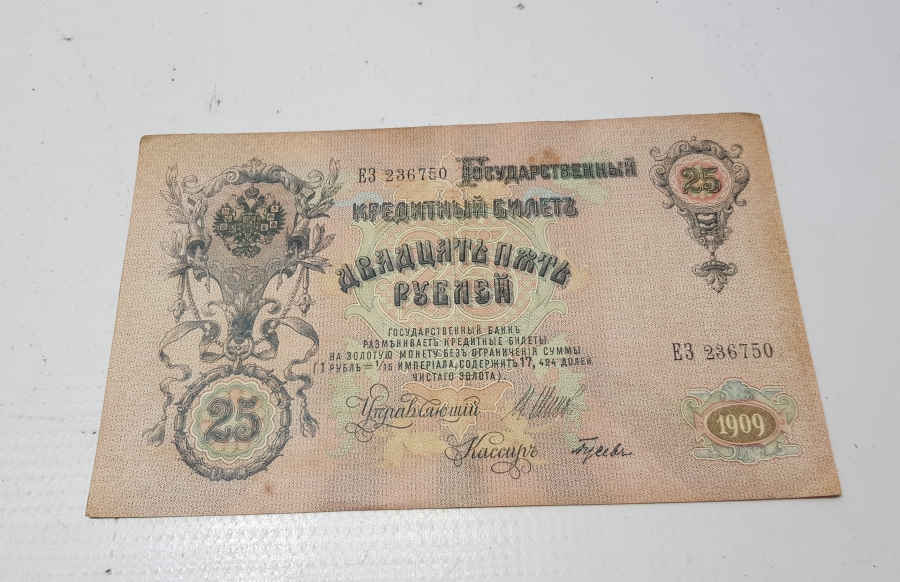 ЕЗ 236750
ГОСУДАРСТВЕННЫЙ
КРЕДИТНЫЙ БИЛЕТЪ
25
ДВАДЦАТЬ ПЯТЬ
РУБЛЕЙ
ГОСУДАРСТВЕННЫЙ БАНКЪ
РАЗМѢНИВАЕТЪ КРЕДИТНЫЕ БИЛЕТЫ
НА ЗОЛОТУЮ МОНЕТУ БЕЗЪ ОГРАНИЧЕНІЯ СУММЫ
(1 РУБЛЬ = 1/15 ИМПЕРІАЛА, СОДЕРЖИТЪ 17, 424 ДОЛЕЙ
ЧИСТАГО ЗОЛОТА)
ЕЗ 236750
25
Управляющій
Кассиръ
1909